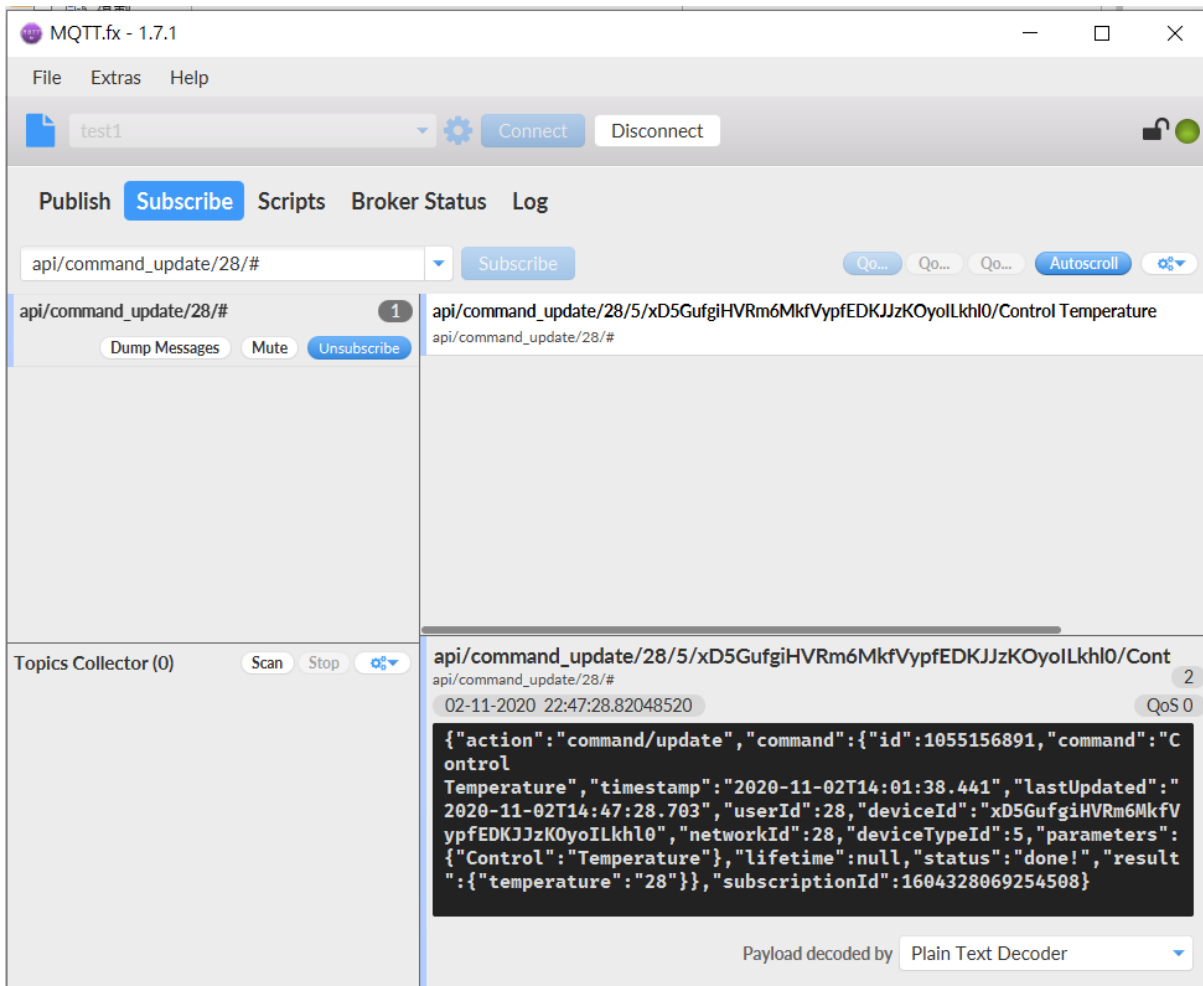 MQTT.fx - 1.7.1
File Extras Help
test1
Connect
Disconnect
Publish Subscribe Scripts Broker Status Log
api/command_update/28/#
Subscribe
Qo... Qo... Qo... Autoscroll
api/command_update/28/# 1
Dump Messages Mute Unsubscribe
api/command_update/28/5/xD5GufgiHVRm6MkfVypfEDKJJzKOyoILkhl0/Control Temperature
api/command_update/28/#
Topics Collector (0) Scan Stop
api/command_update/28/5/xD5GufgiHVRm6MkfVypfEDKJJzKOyoILkhl0/Cont
api/command_update/28/#
2
02-11-2020 22:47:28.82048520
QoS 0
{"action":"command/update","command":{"id":1055156891,"command":"C
ontrol
Temperature","timestamp":"2020-11-02T14:01:38.441","lastUpdated":"
2020-11-02T14:47:28.703","userId":28,"deviceId":"xD5GufgiHVRm6MkfV
ypfEDKJJzKOyoILkhl0","networkId":28,"deviceTypeId":5,"parameters":
{"Control":"Temperature"},"lifetime":null,"status":"done!","result
":{"temperature":"28"}},"subscriptionId":1604328069254508}
Payload decoded by Plain Text Decoder